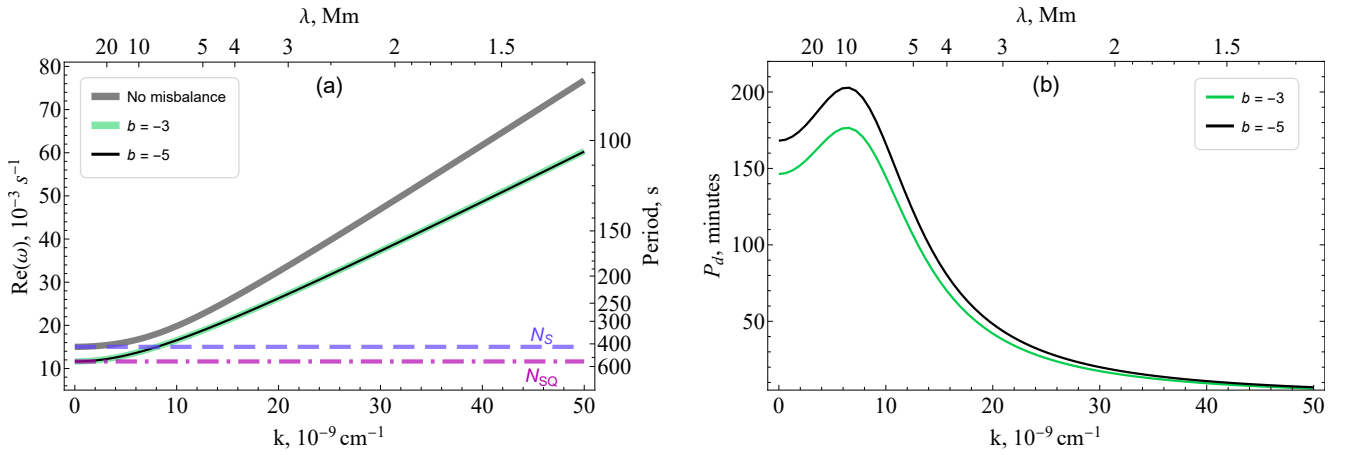 λ, Mm
20 10 5 4 3 2 1.5
(a)
No misbalance
b = −3
b = −5
Re(ω), 10⁻³ s⁻¹
80
70
60
50
40
30
20
10
100
150
200
250
300
400
600
Period, s
N_S
N_SQ
0 10 20 30 40 50
k, 10⁻⁹ cm⁻¹
λ, Mm
20 10 5 4 3 2 1.5
(b)
b = −3
b = −5
P_d, minutes
200
150
100
50
0 10 20 30 40 50
k, 10⁻⁹ cm⁻¹